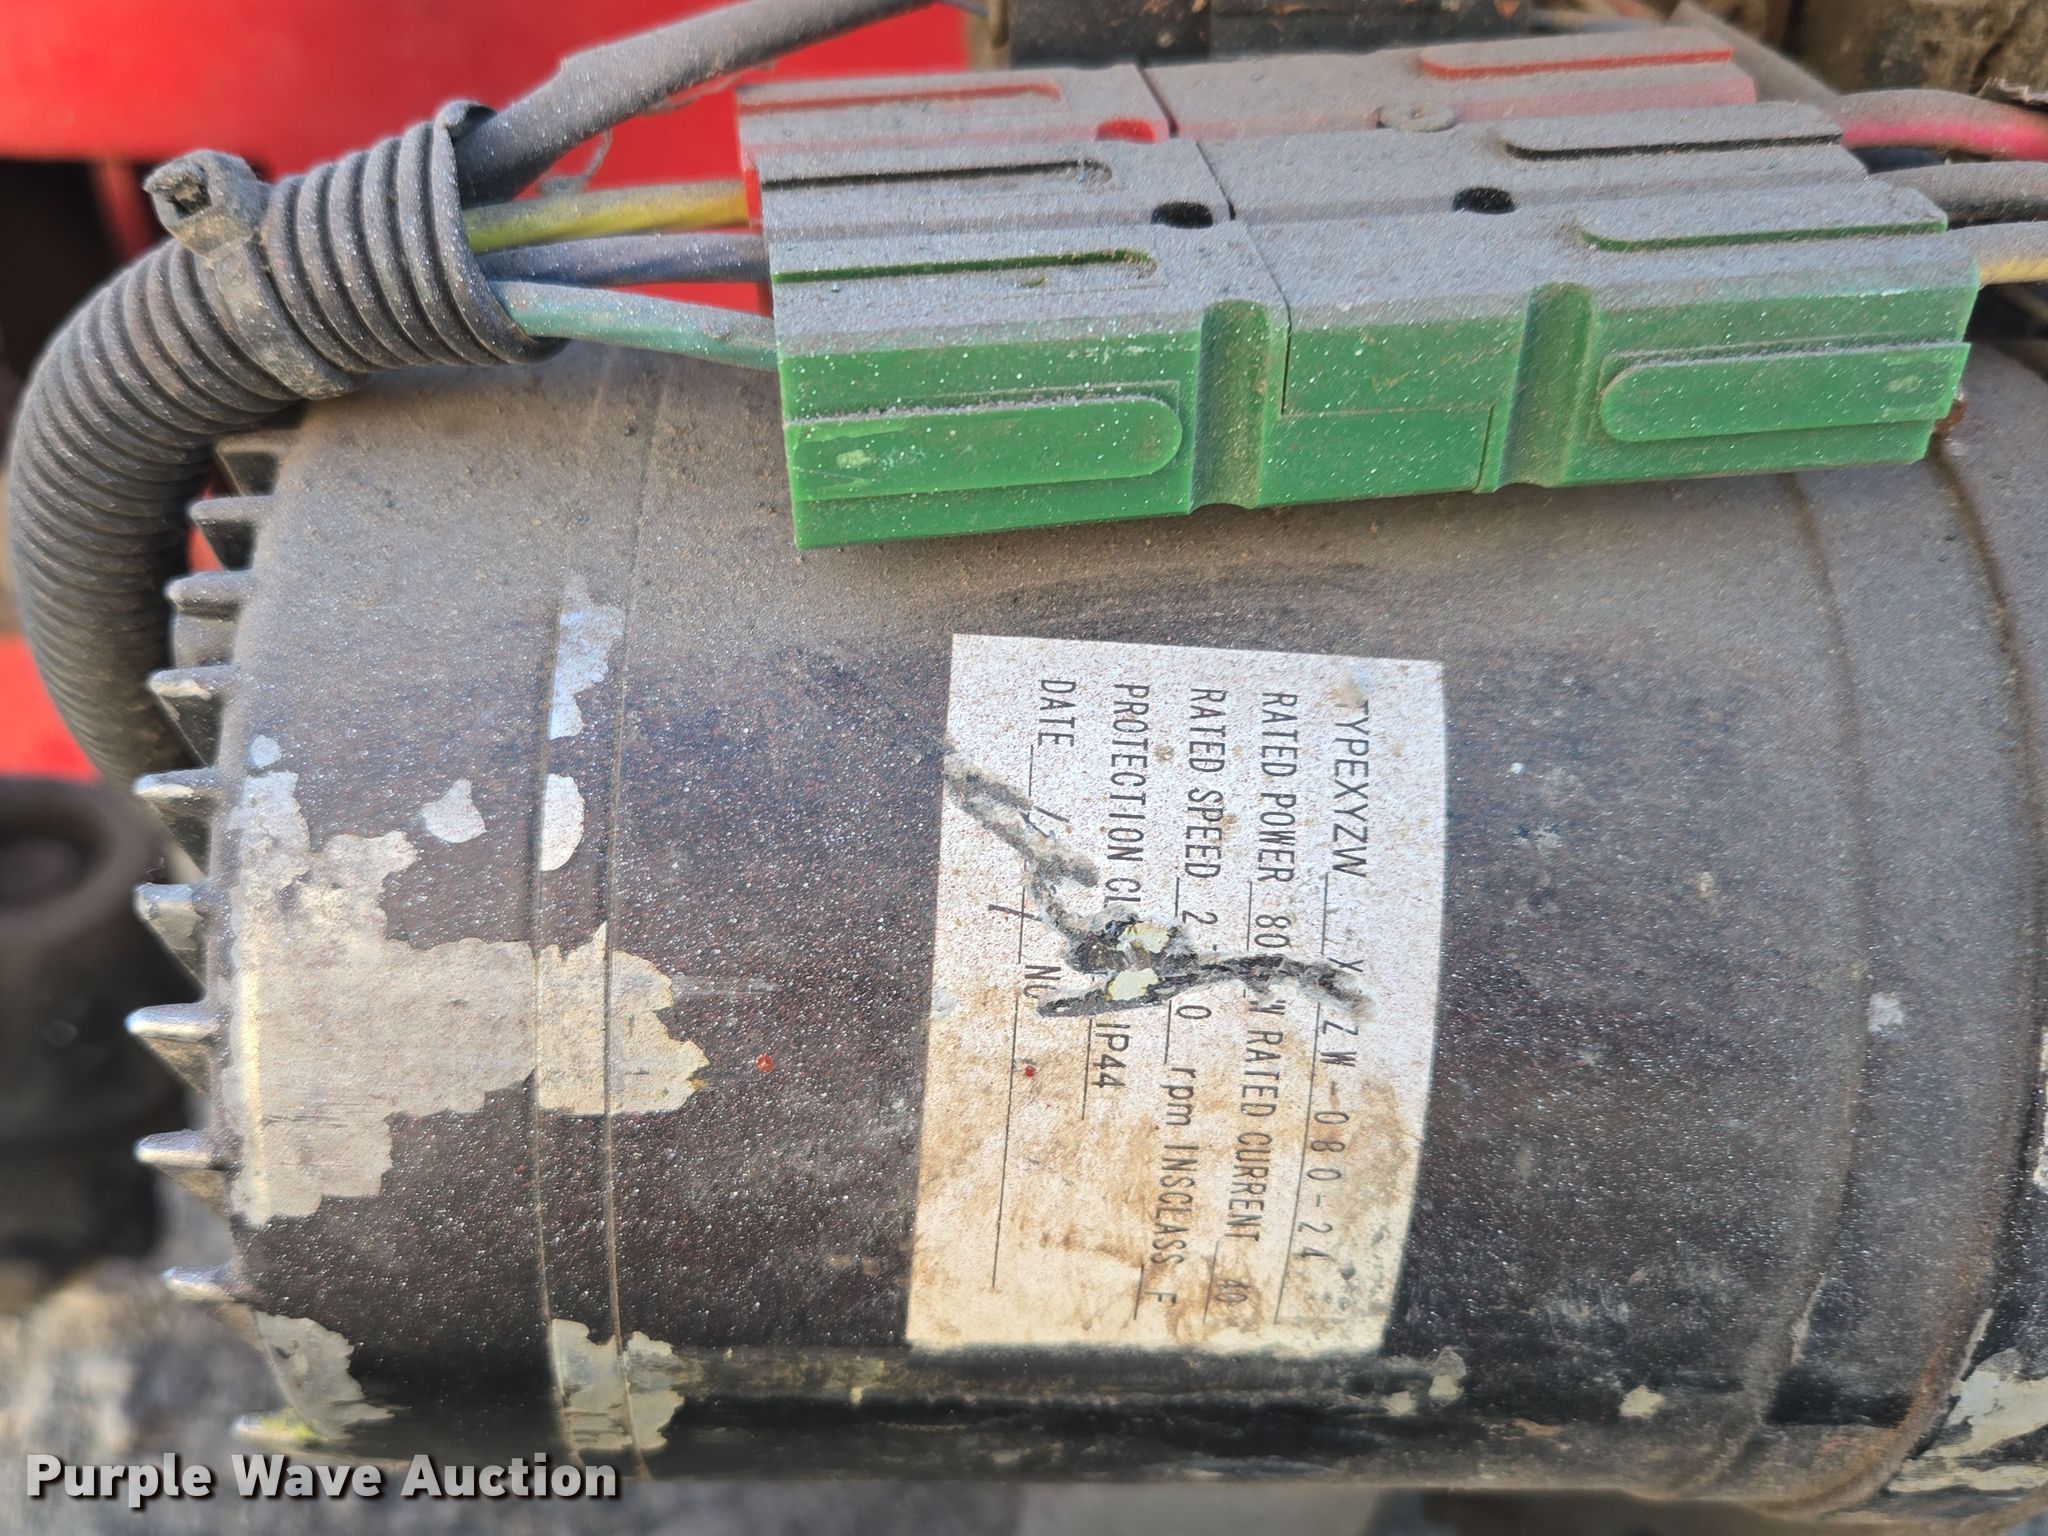 TYPEXYZW XYZW-080-24
RATED POWER 80 W RATED CURRENT 40
RATED SPEED 2 0 rpm INSCLASS F
PROTECTION CL IP44
DATE / / NO
Purple Wave Auction